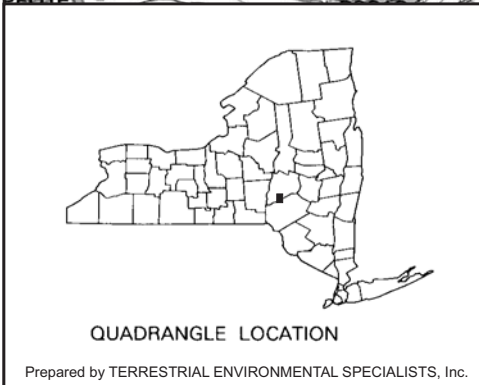 QUADRANGLE LOCATION
Prepared by TERRESTRIAL ENVIRONMENTAL SPECIALISTS, Inc.